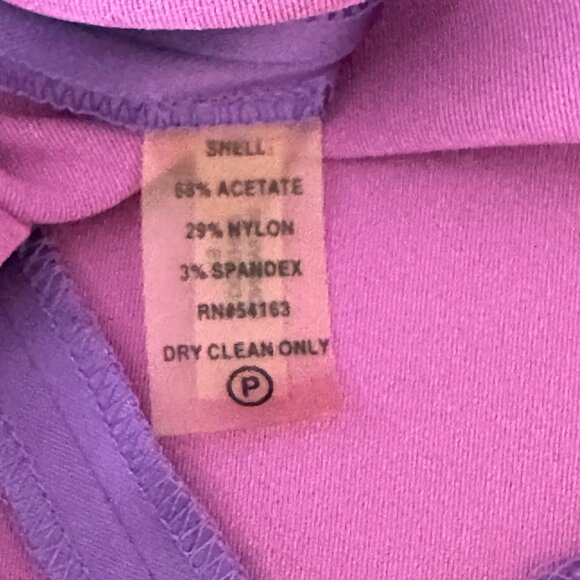 SHELL:
68% ACETATE
29% NYLON
3% SPANDEX
RN#54163
DRY CLEAN ONLY
P